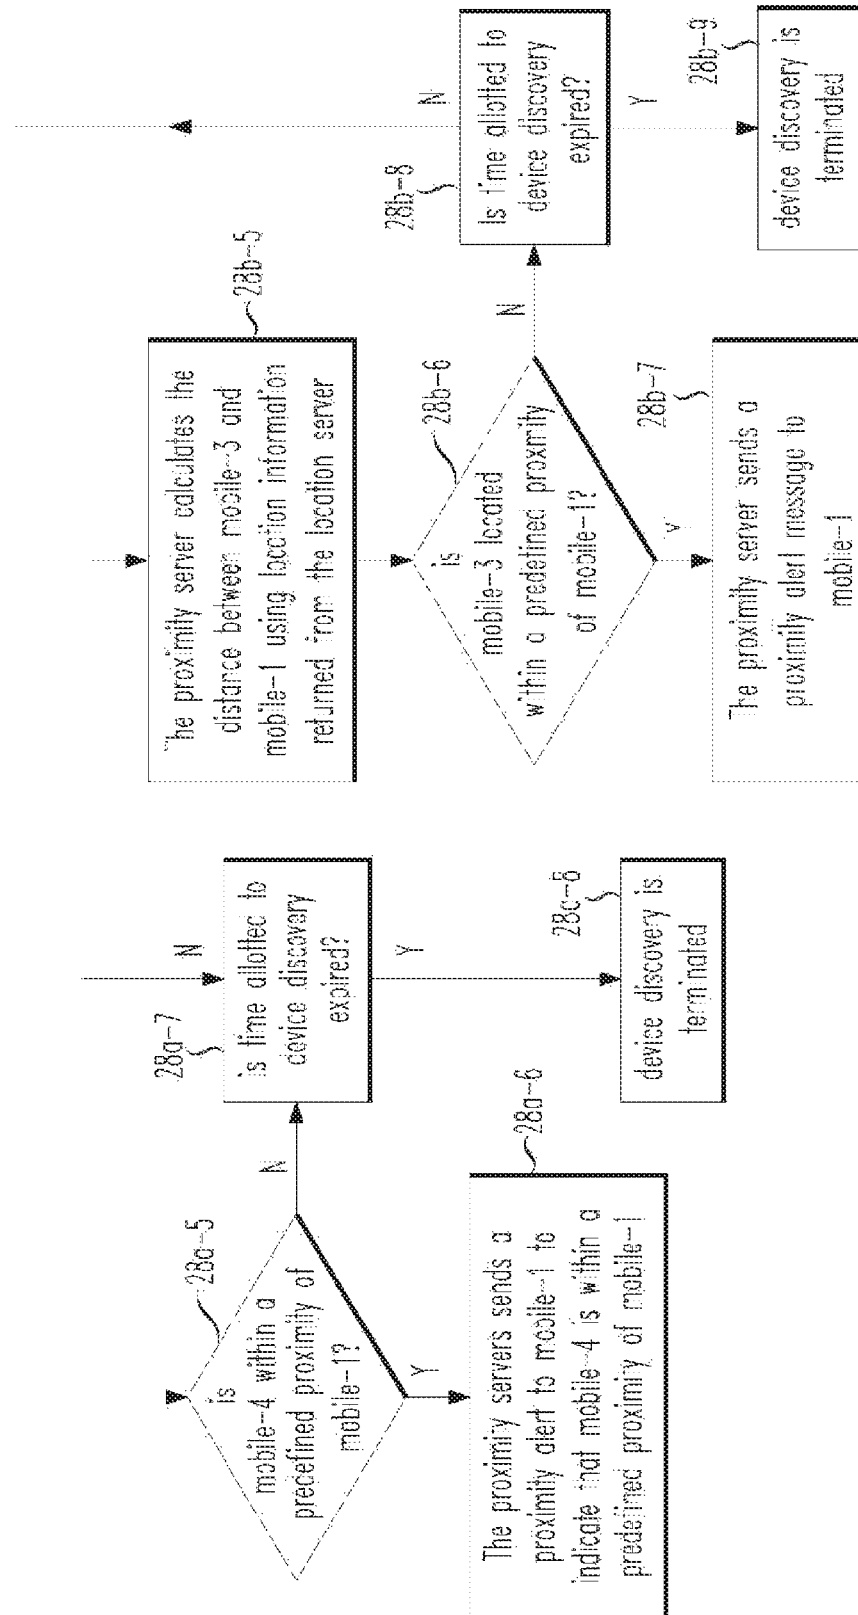 28a-5
is
mobile-4 within a
predefined proximity of
mobile-1?
N
Y
28a-6
The proximity servers sends a
proximity alert to mobile-1 to
indicate that mobile-4 is within a
predefined proximity of mobile-1
N
28a-7
is time allotted to
device discovery
expired?
Y
28c-8
device discovery is
terminated
28b-5
The proximity server calculates the
distance between mobile-3 and
mobile-1 using location information
returned from the location server
28b-6
is
mobile-3 located
within a predefined proximity
of mobile-1?
N
Y
28b-7
The proximity server sends a
proximity alert message to
mobile-1
N
28b-8
Is time allotted to
device discovery
expired?
Y
28b-9
device discovery is
terminated